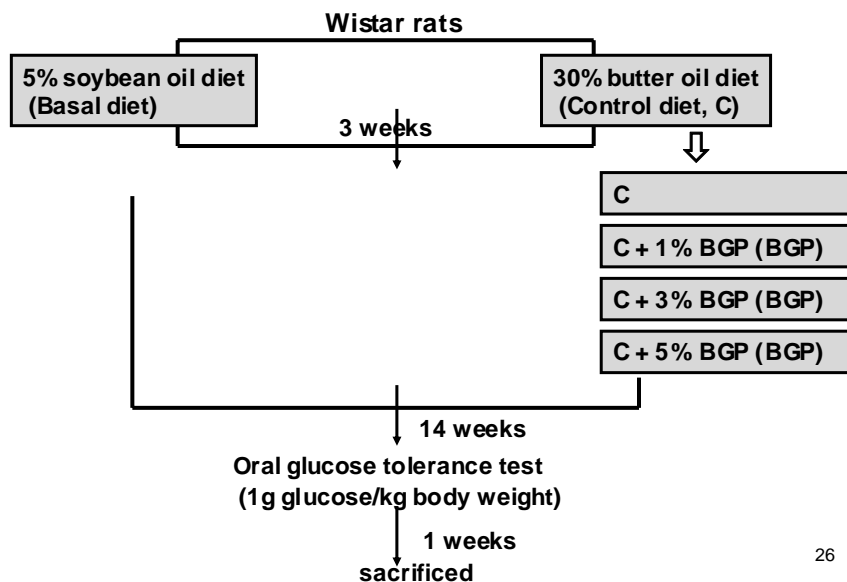 Wistar rats
5% soybean oil diet
(Basal diet)
30% butter oil diet
(Control diet, C)
3 weeks
C
C + 1% BGP (BGP)
C + 3% BGP (BGP)
C + 5% BGP (BGP)
14 weeks
Oral glucose tolerance test
(1g glucose/kg body weight)
1 weeks
sacrificed
26